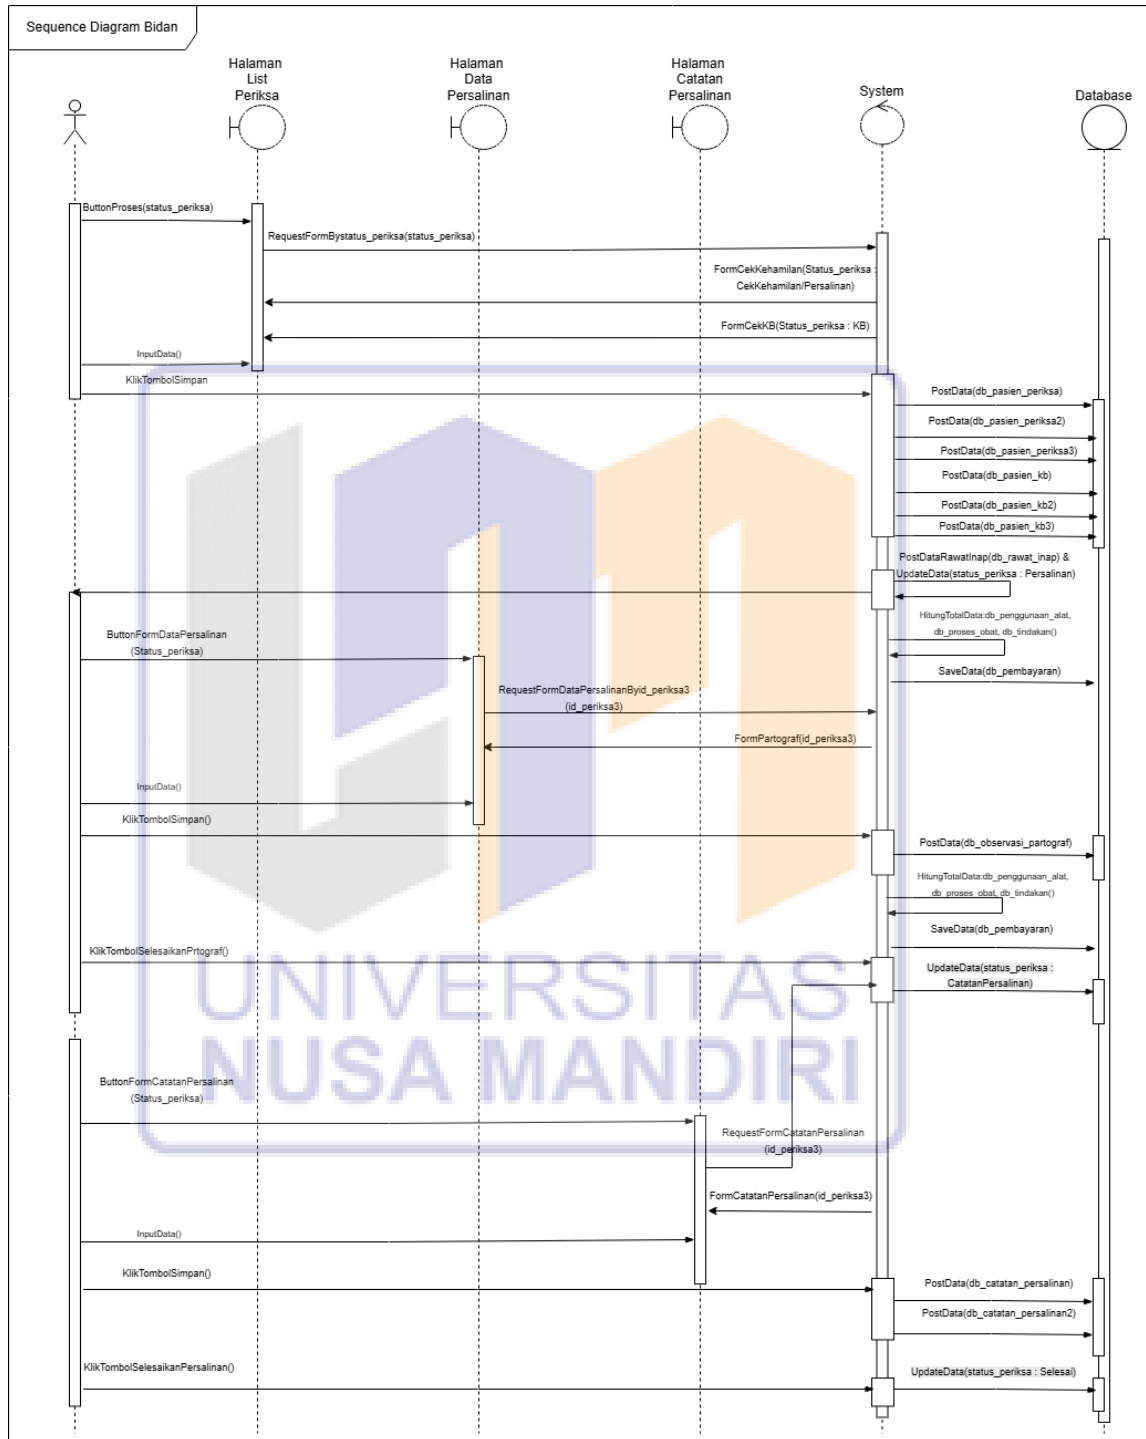 Sequence Diagram Bidan
Halaman
List
Periksa
Halaman
Data
Persalinan
Halaman
Catatan
Persalinan
System
Database
ButtonProses(status_periksa)
RequestFormBystatus_periksa(status_periksa)
FormCekKehamilan(Status_periksa :
CekKehamilan/Persalinan)
FormCekKB(Status_periksa : KB)
InputData()
KlikTombolSimpan
PostData(db_pasien_periksa)
PostData(db_pasien_periksa2)
PostData(db_pasien_periksa3)
PostData(db_pasien_kb)
PostData(db_pasien_kb2)
PostData(db_pasien_kb3)
PostDataRawatInap(db_rawat_inap) &
UpdateData(status_periksa : Persalinan)
HitungTotalData:db_penggunaan_alat,
db_proses_obat, db_tindakan()
ButtonFormDataPersalinan
(Status_periksa)
SaveData(db_pembayaran)
RequestFormDataPersalinanByid_periksa3
(id_periksa3)
FormPartograf(id_periksa3)
InputData()
KlikTombolSimpan()
PostData(db_observasi_partograf)
HitungTotalData:db_penggunaan_alat,
db_proses_obat, db_tindakan()
SaveData(db_pembayaran)
KlikTombolSelesaikanPrtograf()
UpdateData(status_periksa :
CatatanPersalinan)
UNIVERSITAS
NUSA MANDIRI
ButtonFormCatatanPersalinan
(Status_periksa)
RequestFormCatatanPersalinan
(id_periksa3)
FormCatatanPersalinan(id_periksa3)
InputData()
KlikTombolSimpan()
PostData(db_catatan_persalinan)
PostData(db_catatan_persalinan2)
KlikTombolSelesaikanPersalinan()
UpdateData(status_periksa : Selesai)